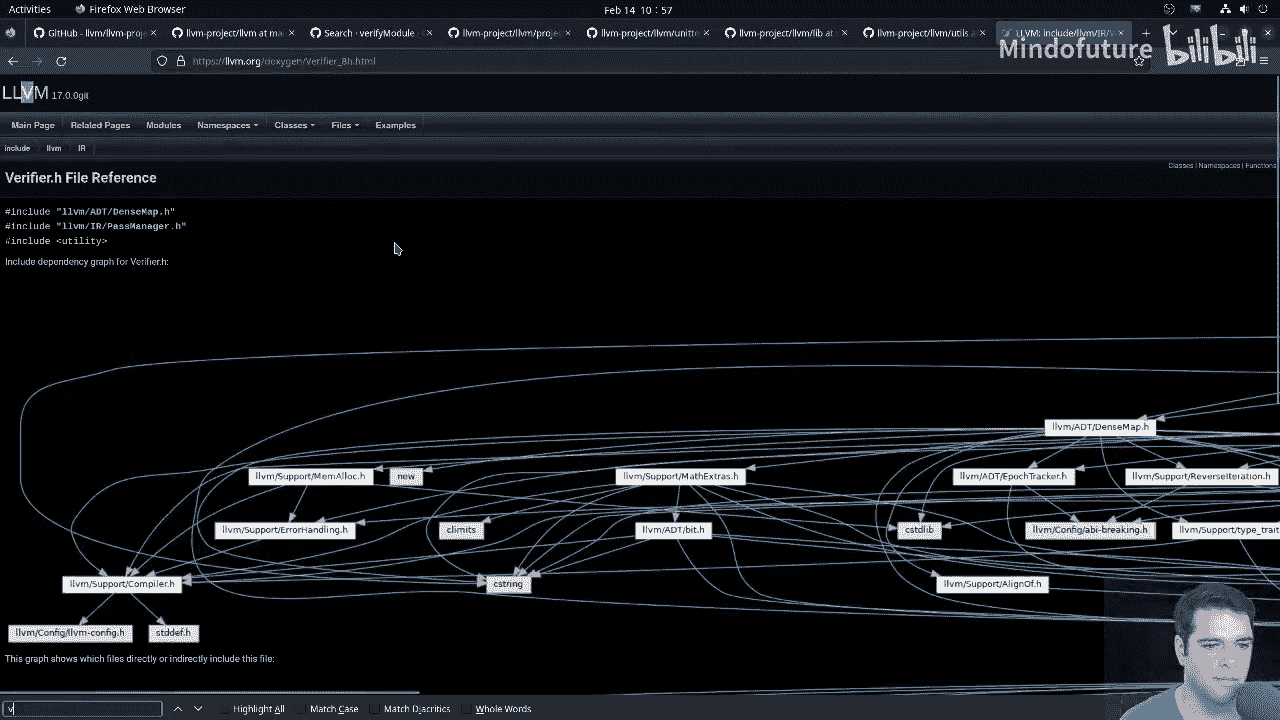 Activities Firefox Web Browser Feb 14 10 : 57
GitHub - llvm/llvm-proje llvm-project/llvm at ma Search · verifyModule llvm-project/llvm/proje llvm-project/llvm/unitte llvm-project/llvm/lib at llvm-project/llvm/utils a LLVM: include/llvm/IR/V
Mindofuture bilibili
https://llvm.org/doxygen/Verifier_8h.html
LLVM 17.0.0git
Main Page Related Pages Modules Namespaces Classes Files Examples
include llvm IR
Classes | Namespaces | Functions
Verifier.h File Reference
#include "llvm/ADT/DenseMap.h"
#include "llvm/IR/PassManager.h"
#include <utility>
Include dependency graph for Verifier.h:
llvm/ADT/DenseMap.h
llvm/Support/MemAlloc.h new llvm/Support/MathExtras.h llvm/ADT/EpochTracker.h llvm/Support/ReverseIteration.h
llvm/Support/ErrorHandling.h climits llvm/ADT/bit.h cstdlib llvm/Config/abi-breaking.h llvm/Support/type_trait
llvm/Support/Compiler.h cstring llvm/Support/AlignOf.h
llvm/Config/llvm-config.h stddef.h
This graph shows which files directly or indirectly include this file:
v Highlight All Match Case Match Diacritics Whole Words